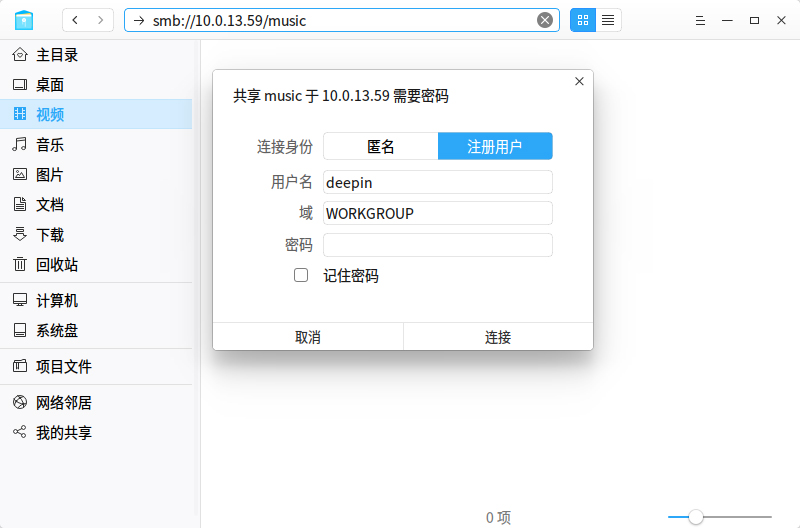 smb://10.0.13.59/music
主目录
桌面
视频
音乐
图片
文档
下载
回收站
计算机
系统盘
项目文件
网络邻居
我的共享
共享 music 于 10.0.13.59 需要密码
连接身份 匿名 注册用户
用户名 deepin
域 WORKGROUP
密码
记住密码
取消 连接
0 项